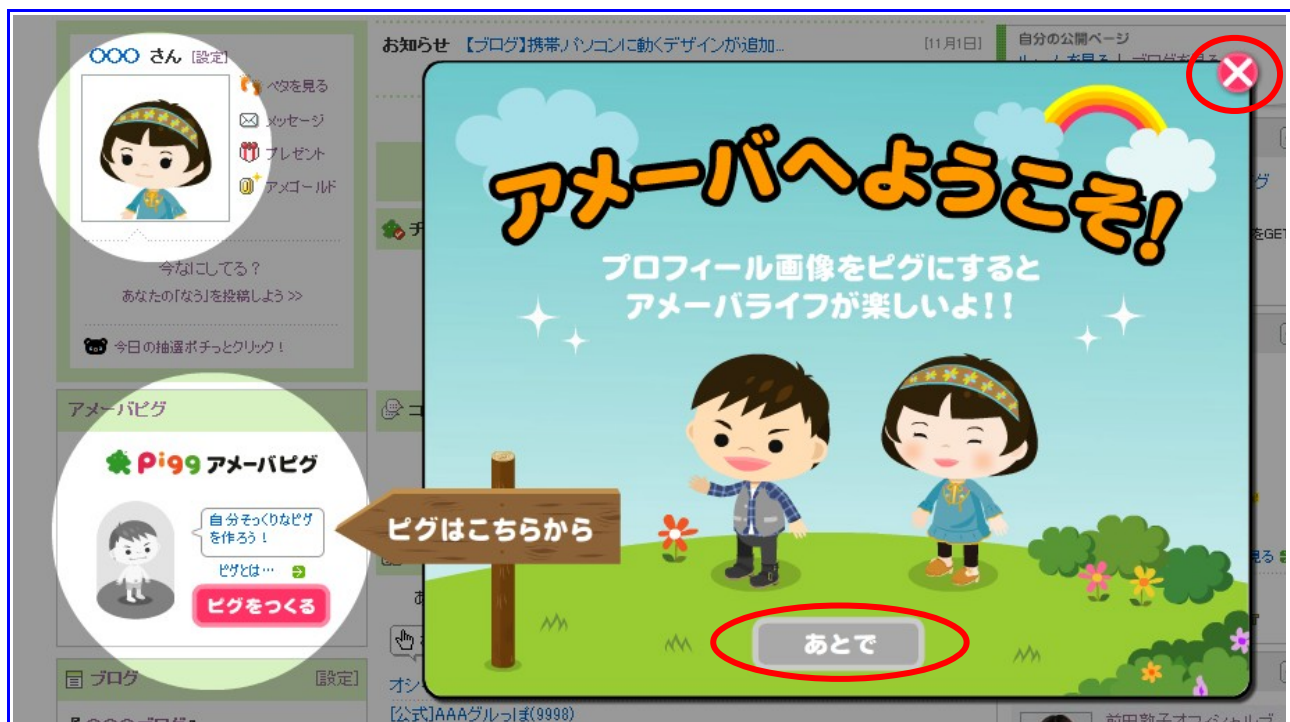 〇〇〇 さん [設定]
ペタを見る
メッセージ
プレゼント
アメゴールド
今なにしてる?
あなたの「なう」を投稿しよう >>
今日の抽選ポチっとクリック!
アメーバピグ
Pigg アメーバピグ
自分そっくりなピグ
を作ろう!
ピグとは…
ピグをつくる
ブログ [設定]
お知らせ 【ブログ】携帯、パソコンに動くデザインが追加... [11月1日]
自分の公開ページ
アメーバへようこそ!
プロフィール画像をピグにすると
アメーバライフが楽しいよ!!
ピグはこちらから
あとで
オシ
[公式]AAAグルっぽ(9998)